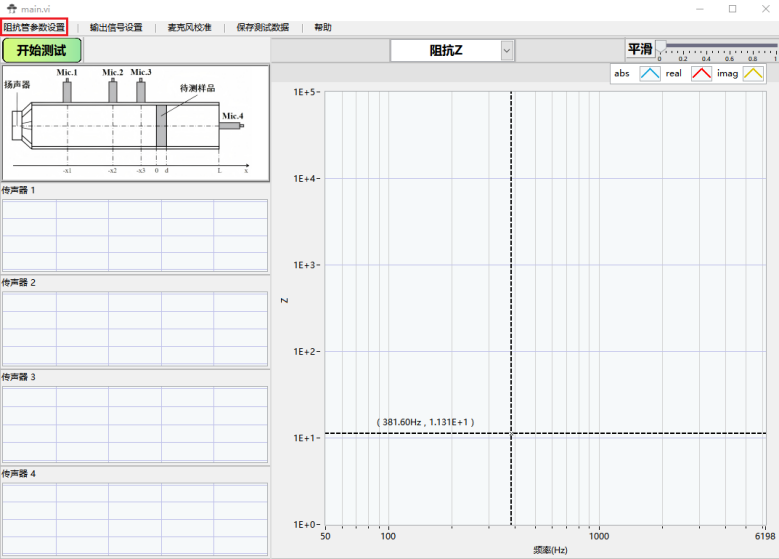 main.vi
阻抗管参数设置 输出信号设置 麦克风校准 保存测试数据 帮助
开始测试 阻抗Z 平滑
0 0.2 0.4 0.6 0.8 1
abs real imag
Mic.1 Mic.2 Mic.3
扬声器 待测样品
Mic.4
-x1 -x2 -x3 0 d L x
传声器 1
传声器 2
传声器 3
传声器 4
1E+5
1E+4
1E+3
Z
1E+2
( 381.60Hz , 1.131E+1 )
1E+1
1E+0
50 100 1000 6198
频率(Hz)